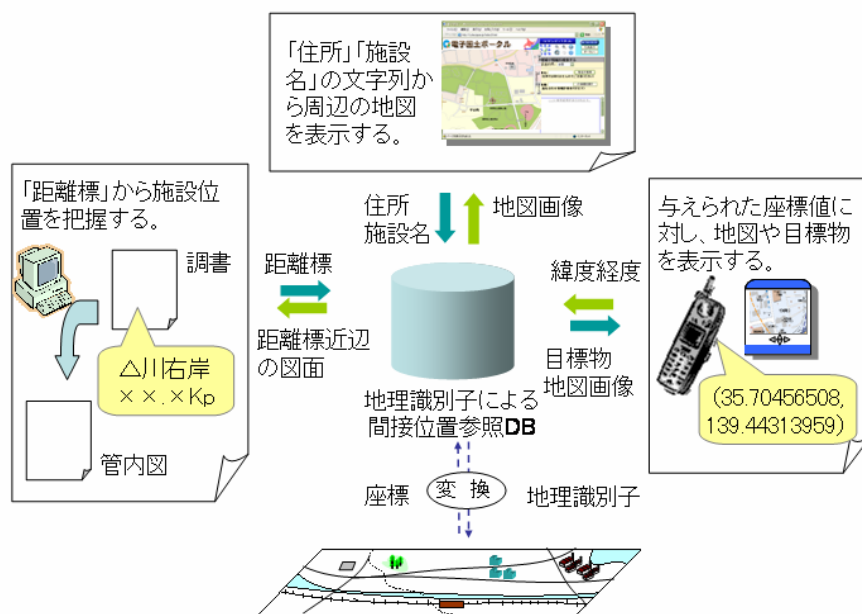 「住所」「施設
名」の文字列か
ら周辺の地図
を表示する。
電子国土ポータル
「距離標」から施設位
置を把握する。
調書
△川右岸
××.×Kp
管内図
住所
施設名
地図画像
距離標
距離標近辺
の図面
緯度経度
目標物
地図画像
地理識別子による
間接位置参照DB
与えられた座標値に
対し、地図や目標物
を表示する。
(35.70456508,
139.44313959)
座標
変換
地理識別子